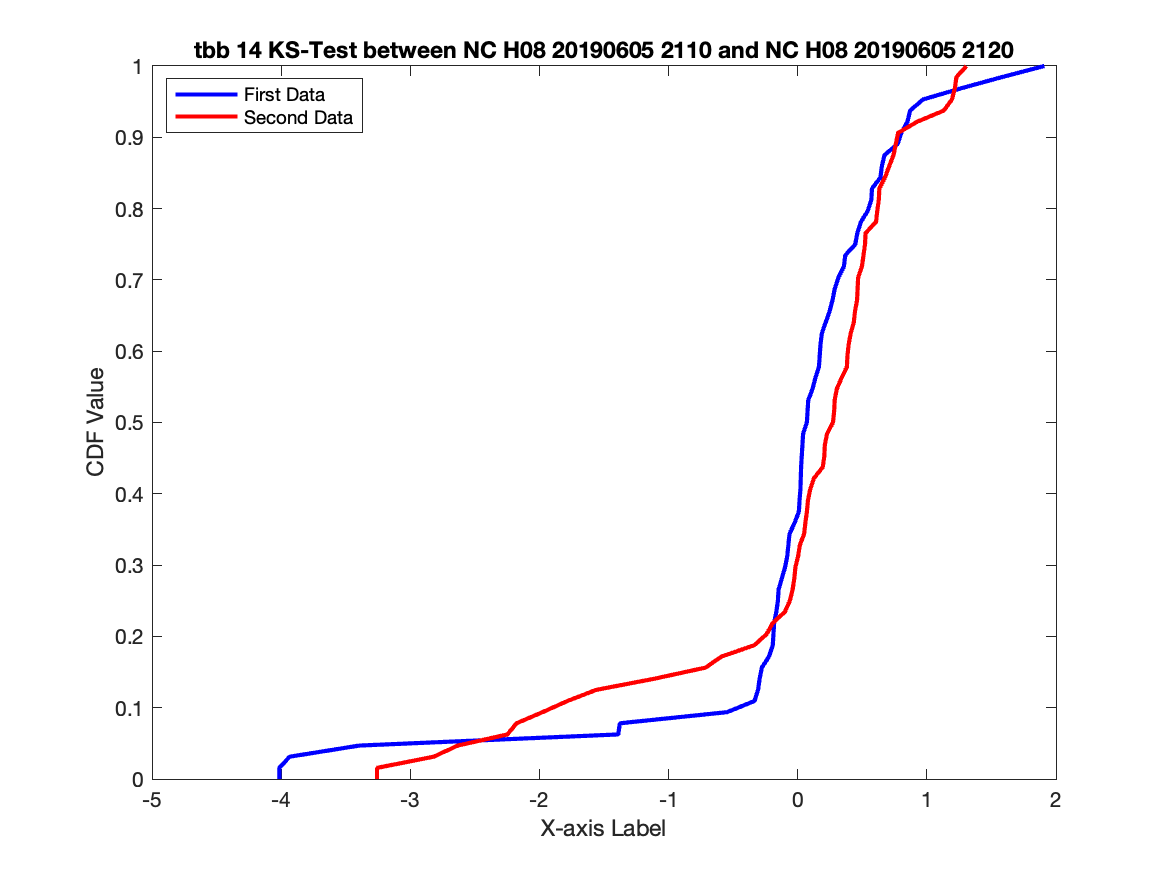 tbb 14 KS-Test between NC H08 20190605 2110 and NC H08 20190605 2120
First Data
Second Data
1
0.9
0.8
0.7
0.6
0.5
0.4
0.3
0.2
0.1
0
CDF Value
-5 -4 -3 -2 -1 0 1 2
X-axis Label